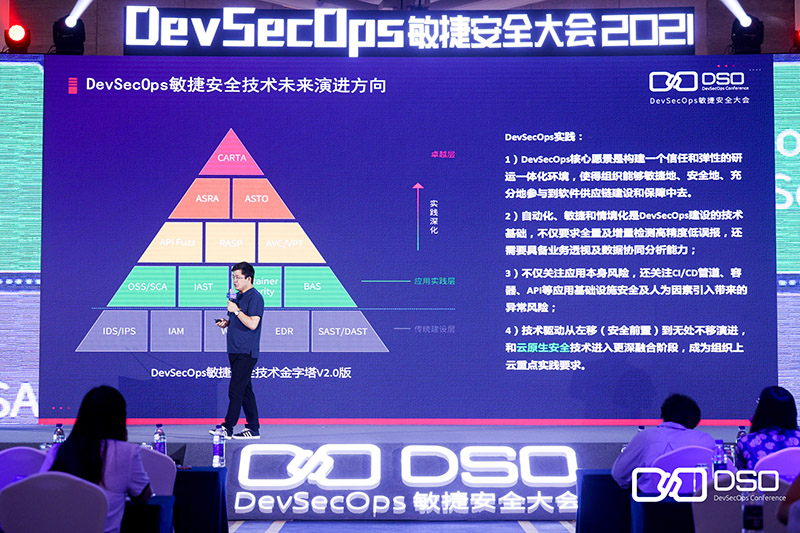 DevSecOps敏捷安全大会2021
DevSecOps敏捷安全技术未来演进方向
DSO
DevSecOps Conference
DevSecOps敏捷安全大会
CARTA
卓越层
ASRA
ASTO
实践深化
API Fuzz
RASP
AVC/VPT
OSS/SCA
IAST
BAS
应用实践层
IDS/IPS
IAM
EDR
SAST/DAST
传统建设层
DevSecOps敏捷
技术金字塔V2.0版
DevSecOps实践：
1）DevSecOps核心愿景是构建一个信任和弹性的研
运一体化环境，使得组织能够敏捷地、安全地、充
分地参与到软件供应链建设和保障中去。
2）自动化、敏捷和情境化是DevSecOps建设的技术
基础，不仅要求全量及增量检测高精度低误报，还
需要具备业务透视及数据协同分析能力；
3 ）不仅关注应用本身风险，还关注CI/CD管道、容
器、API等应用基础设施安全及人为因素引入带来的
异常风险；
4）技术驱动从左移（安全前置）到无处不移演进，
和云原生安全技术进入更深融合阶段，成为组织上
云重点实践要求。
DSO
DevSecOps 敏捷安全大会
DSO
DevSecOps Conference